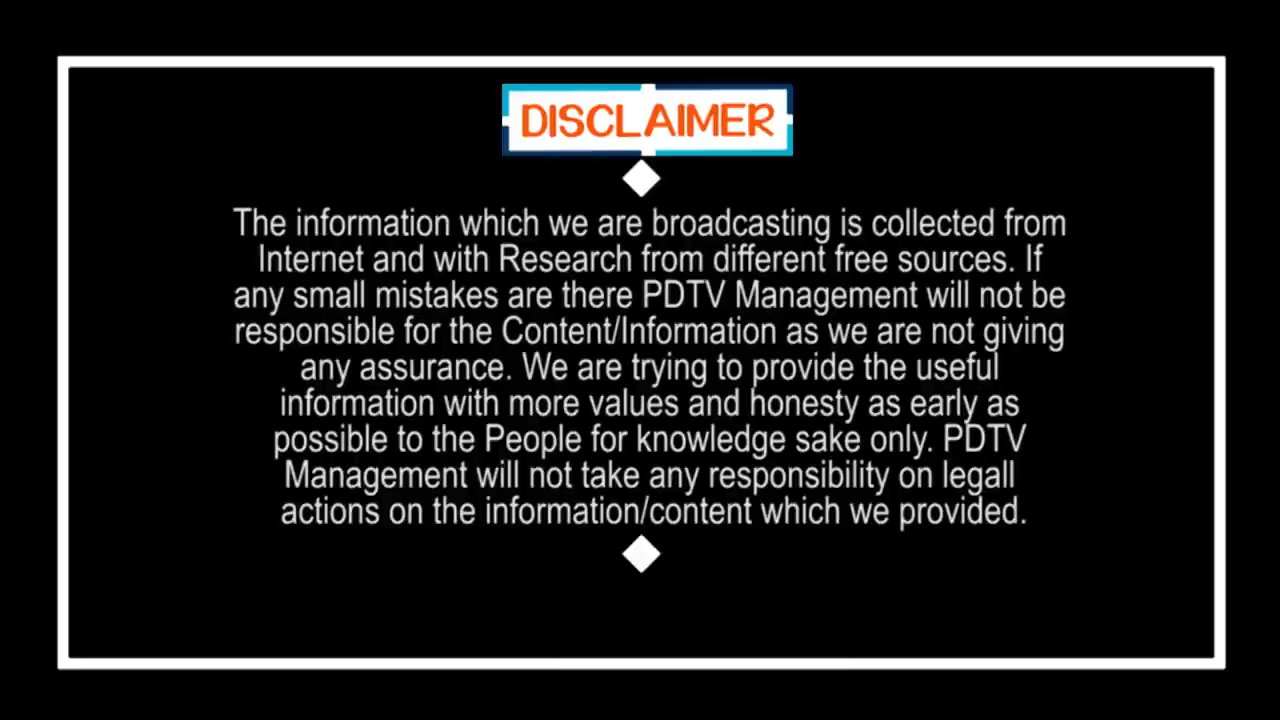 DISCLAIMER
The information which we are broadcasting is collected from
Internet and with Research from different free sources. If
any small mistakes are there PDTV Management will not be
responsible for the Content/Information as we are not giving
any assurance. We are trying to provide the useful
information with more values and honesty as early as
possible to the People for knowledge sake only. PDTV
Management will not take any responsibility on legall
actions on the information/content which we provided.